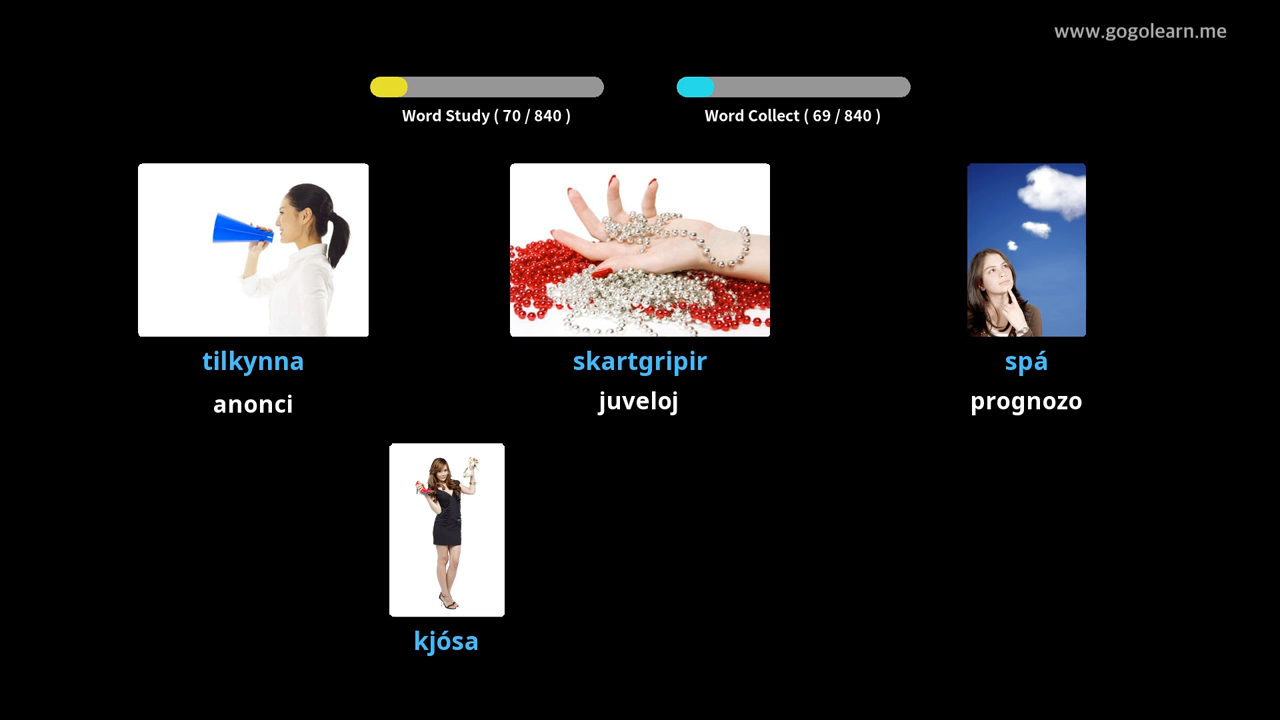 www.gogolearn.me
Word Study ( 70 / 840 )
Word Collect ( 69 / 840 )
tilkynna
skartgripir
spá
anonci
juveloj
prognozo
kjósa